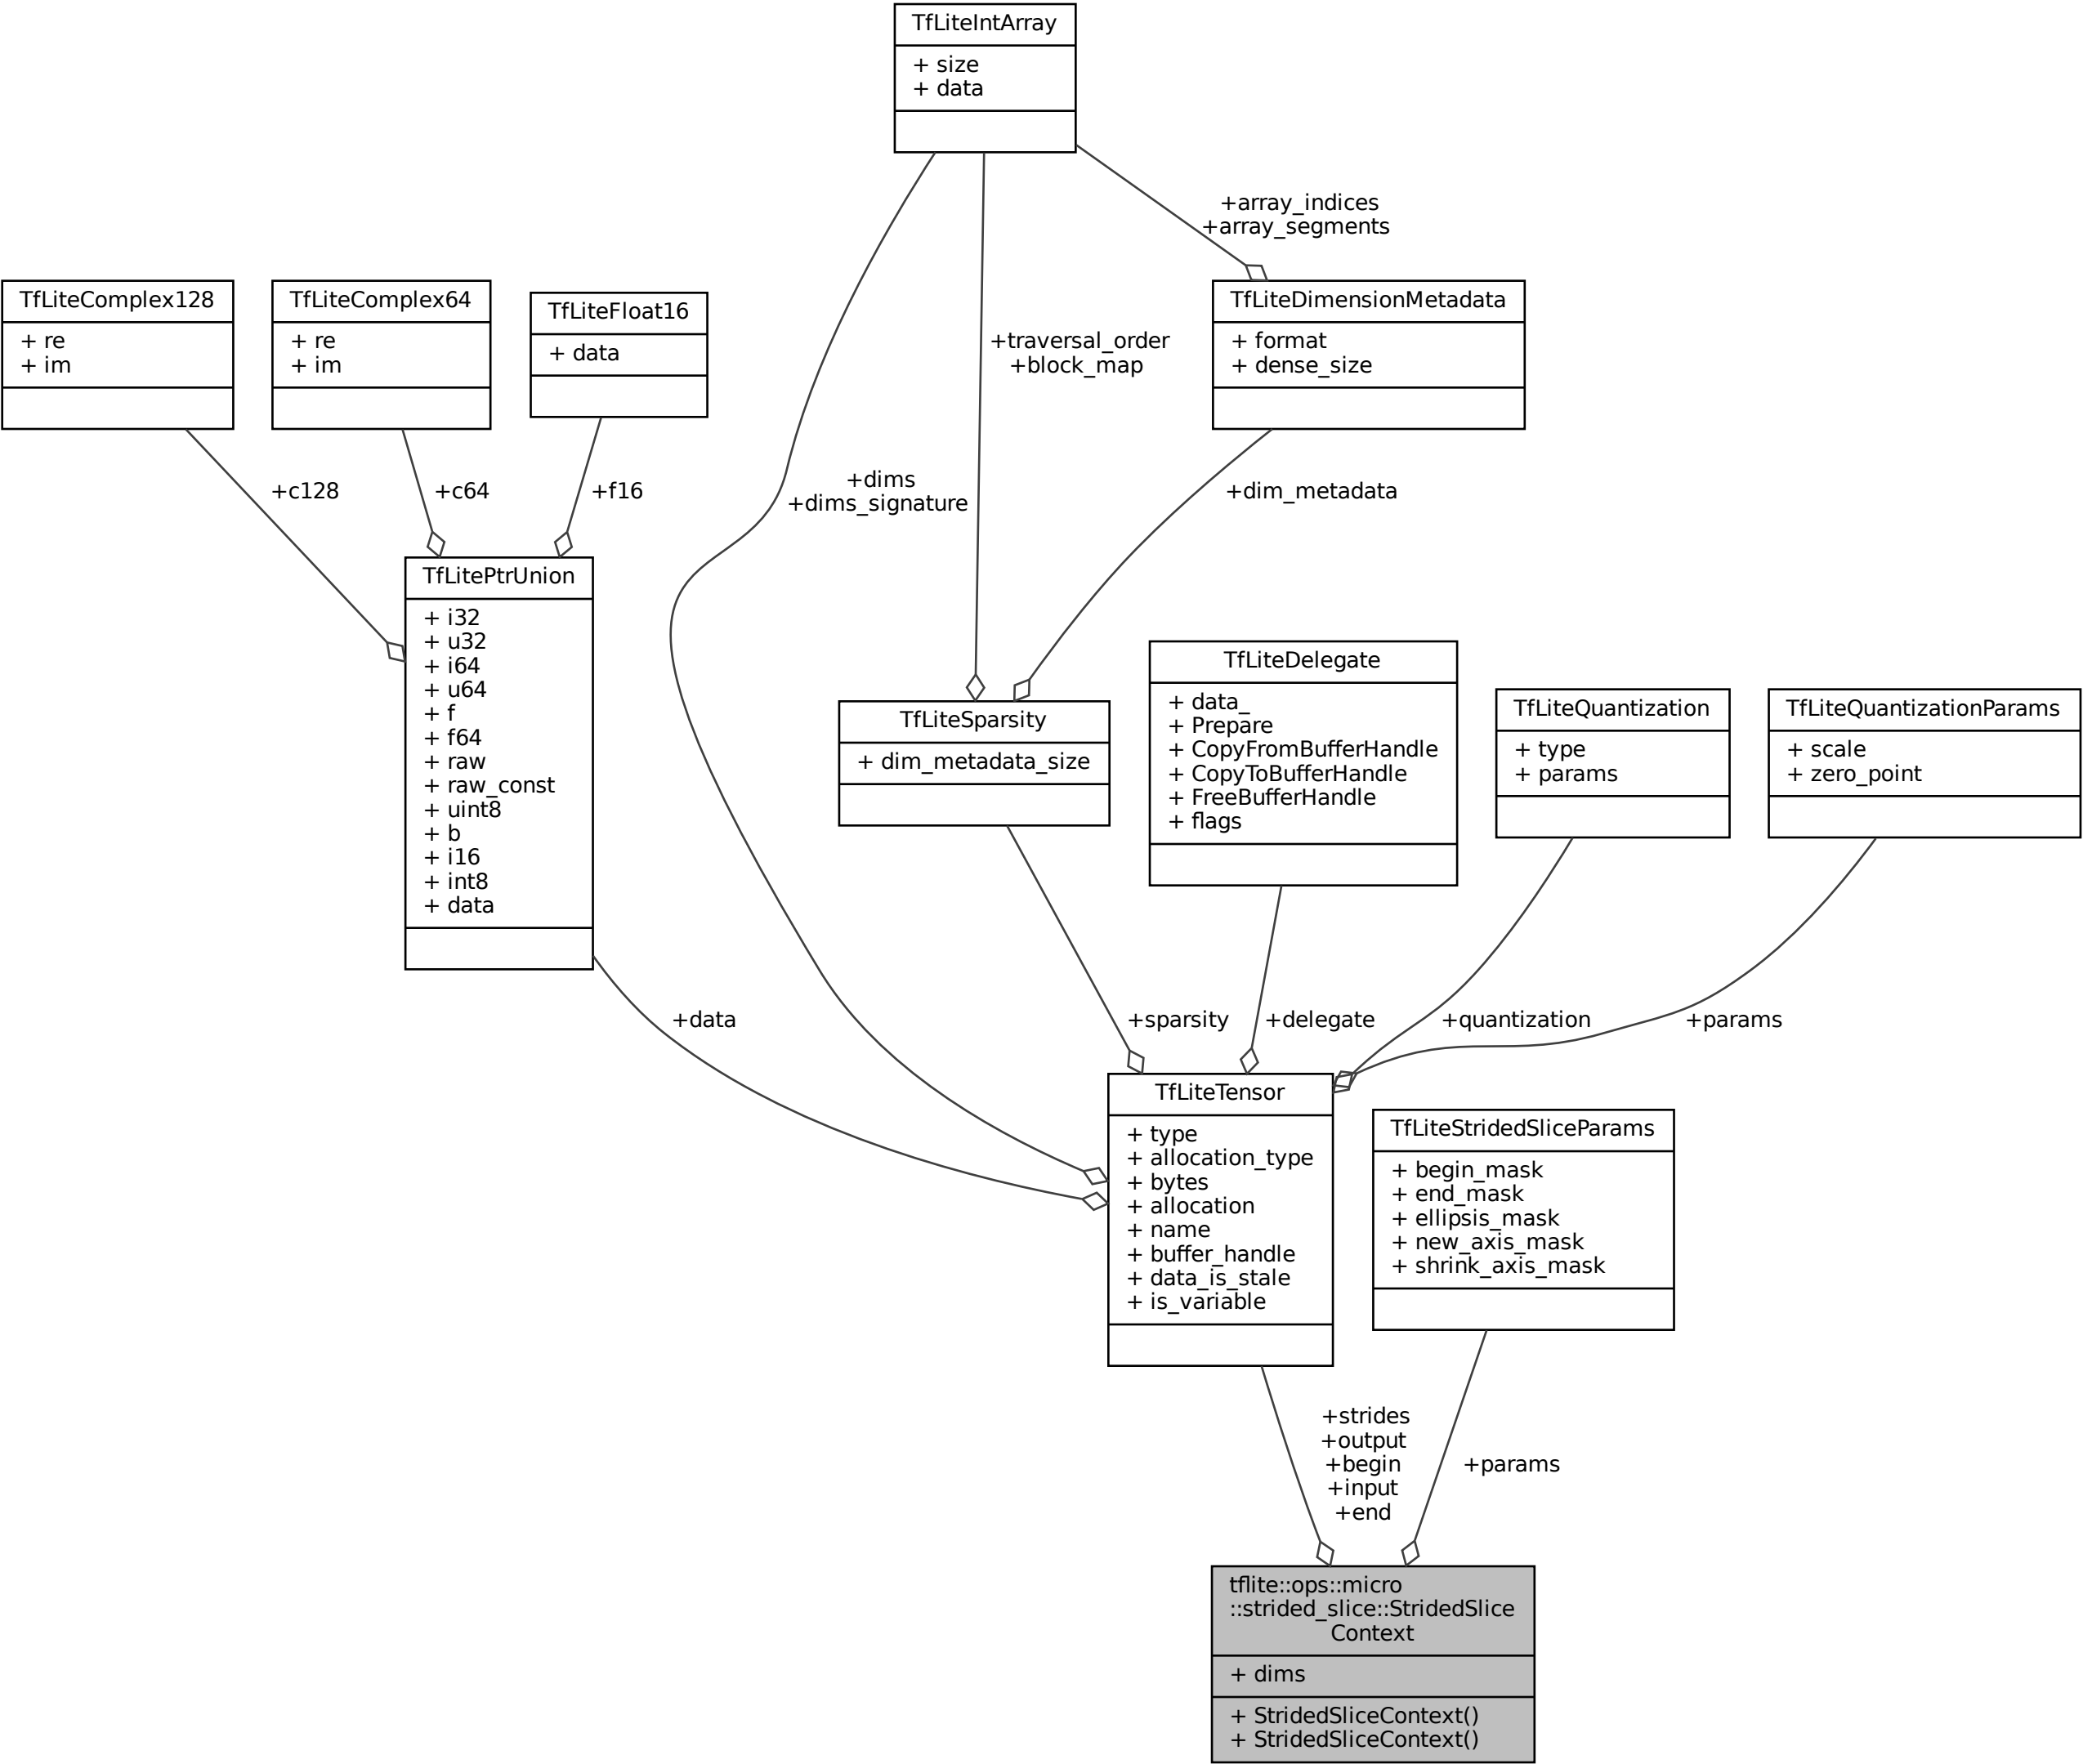 TfLiteIntArray
+ size
+ data
+array_indices
+array_segments
TfLiteComplex128
+ re
+ im
TfLiteComplex64
+ re
+ im
TfLiteFloat16
+ data
TfLiteDimensionMetadata
+ format
+ dense_size
+traversal_order
+block_map
+c128
+c64
+f16
+dims
+dims_signature
+dim_metadata
TfLitePtrUnion
+ i32
+ u32
+ i64
+ u64
+ f
+ f64
+ raw
+ raw_const
+ uint8
+ b
+ i16
+ int8
+ data
TfLiteSparsity
+ dim_metadata_size
TfLiteDelegate
+ data_
+ Prepare
+ CopyFromBufferHandle
+ CopyToBufferHandle
+ FreeBufferHandle
+ flags
TfLiteQuantization
+ type
+ params
TfLiteQuantizationParams
+ scale
+ zero_point
+data
+sparsity
+delegate
+quantization
+params
TfLiteTensor
+ type
+ allocation_type
+ bytes
+ allocation
+ name
+ buffer_handle
+ data_is_stale
+ is_variable
TfLiteStridedSliceParams
+ begin_mask
+ end_mask
+ ellipsis_mask
+ new_axis_mask
+ shrink_axis_mask
+strides
+output
+begin
+input
+end
+params
tflite::ops::micro
::strided_slice::StridedSlice
Context
+ dims
+ StridedSliceContext()
+ StridedSliceContext()